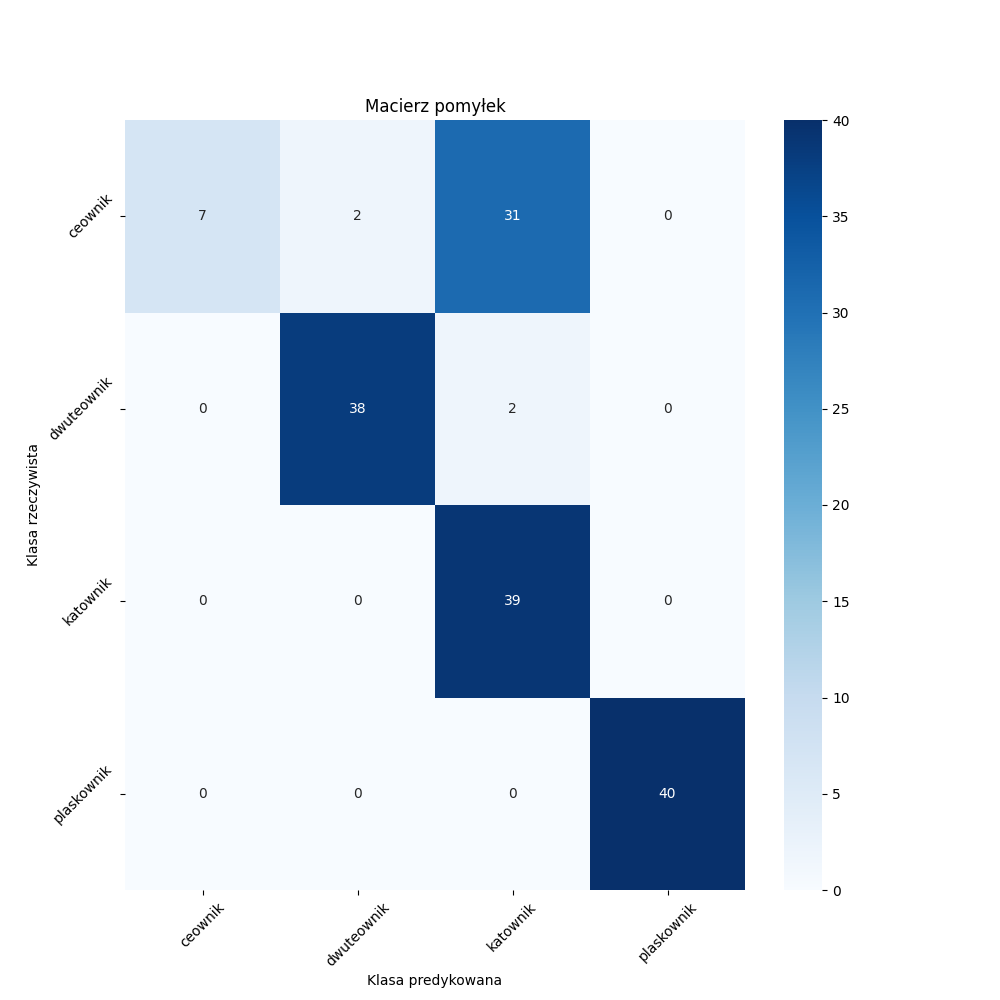 Macierz pomyłek
40
35
30
25
20
15
10
5
0
Klasa rzeczywista
ceownik
7 2 31 0
dwuteownik
0 38 2 0
katownik
0 0 39 0
plaskownik
0 0 0 40
ceownik dwuteownik katownik plaskownik
Klasa predykowana